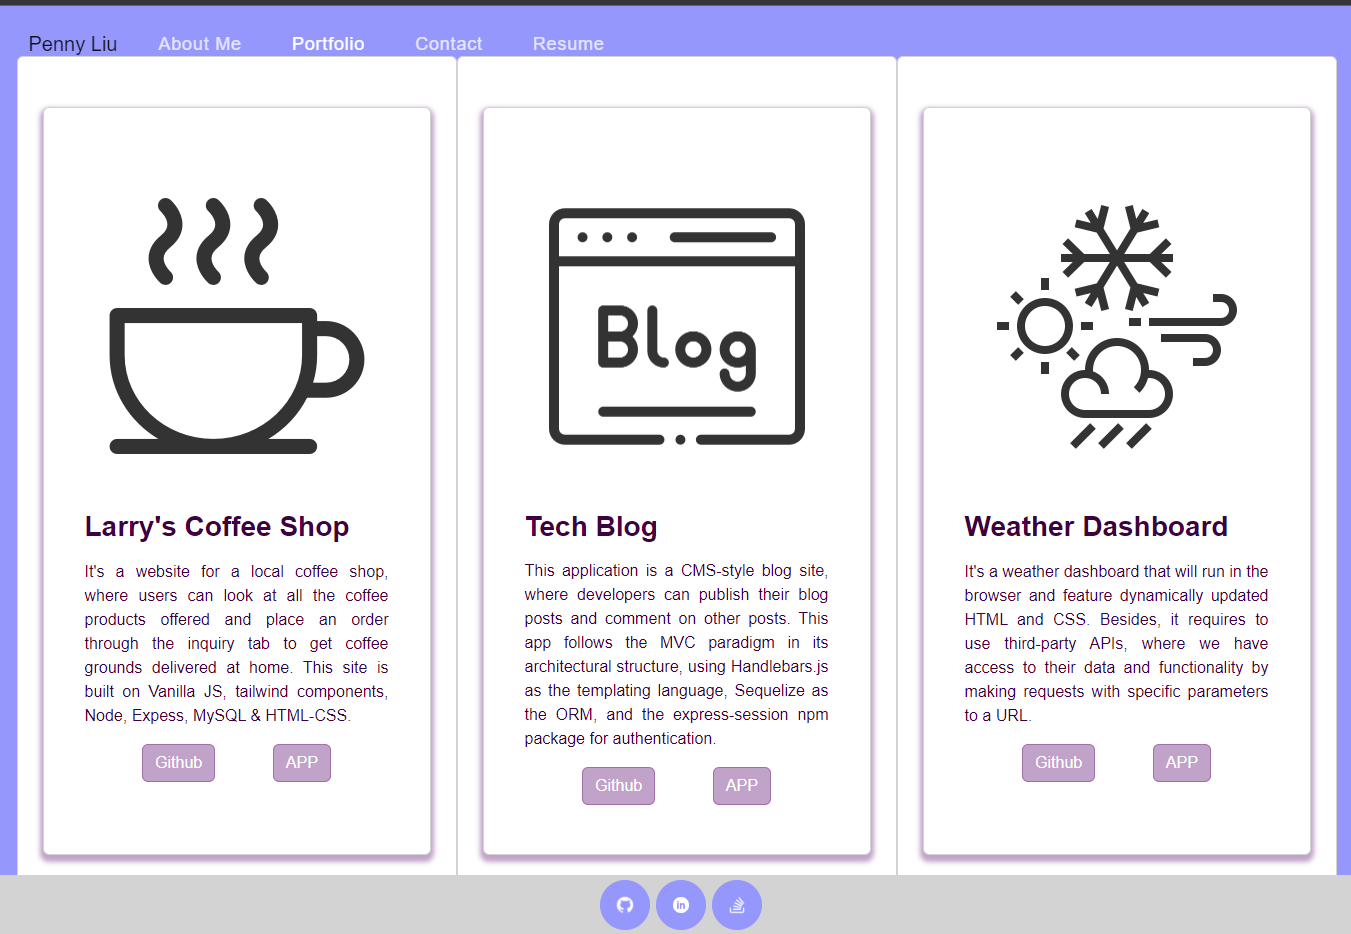 Penny Liu About Me Portfolio Contact Resume
Larry's Coffee Shop
It's a website for a local coffee shop,
where users can look at all the coffee
products offered and place an order
through the inquiry tab to get coffee
grounds delivered at home. This site is
built on Vanilla JS, tailwind components,
Node, Expess, MySQL & HTML-CSS.
Github APP
Blog
Tech Blog
This application is a CMS-style blog site,
where developers can publish their blog
posts and comment on other posts. This
app follows the MVC paradigm in its
architectural structure, using Handlebars.js
as the templating language, Sequelize as
the ORM, and the express-session npm
package for authentication.
Github APP
Weather Dashboard
It's a weather dashboard that will run in the
browser and feature dynamically updated
HTML and CSS. Besides, it requires to
use third-party APIs, where we have
access to their data and functionality by
making requests with specific parameters
to a URL.
Github APP
in